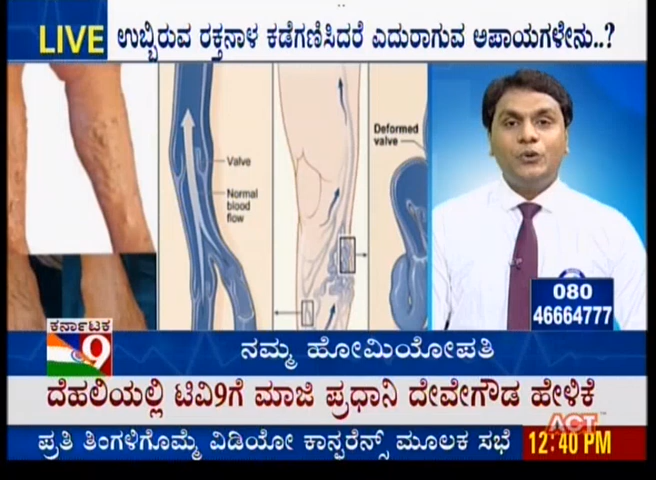 LIVE ಉಬ್ಬಿರುವ ರಕ್ತನಾಳ ಕಡೆಗಣಿಸಿದರೆ ಎದುರಾಗುವ ಅಪಾಯಗಳೇನು..?
Valve
Normal
blood
flow
Deformed
valve
080
46664777
ಕರ್ನಾಟಕ
9
ನಮ್ಮ ಹೋಮಿಯೋಪತಿ
ದೆಹಲಿಯಲ್ಲಿ ಟಿವಿ9ಗೆ ಮಾಜಿ ಪ್ರಧಾನಿ ದೇವೇಗೌಡ ಹೇಳಿಕೆ
ACT
ಪ್ರತಿ ತಿಂಗಳಿಗೊಮ್ಮೆ ವಿಡಿಯೋ ಕಾನ್ಫರೆನ್ಸ್ ಮೂಲಕ ಸಭೆ 12:40 PM